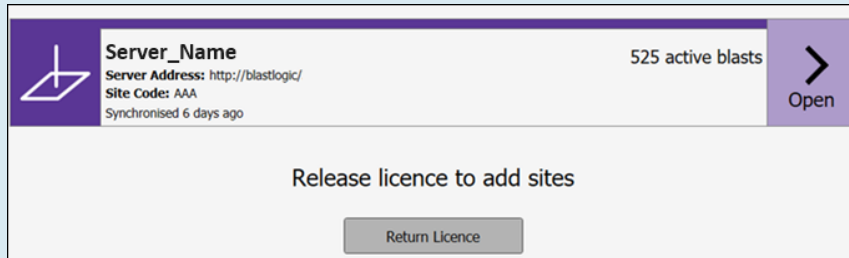 Server_Name
525 active blasts
Server Address: http://blastlogic/
Site Code: AAA
Synchronised 6 days ago
Open
Release licence to add sites
Return Licence